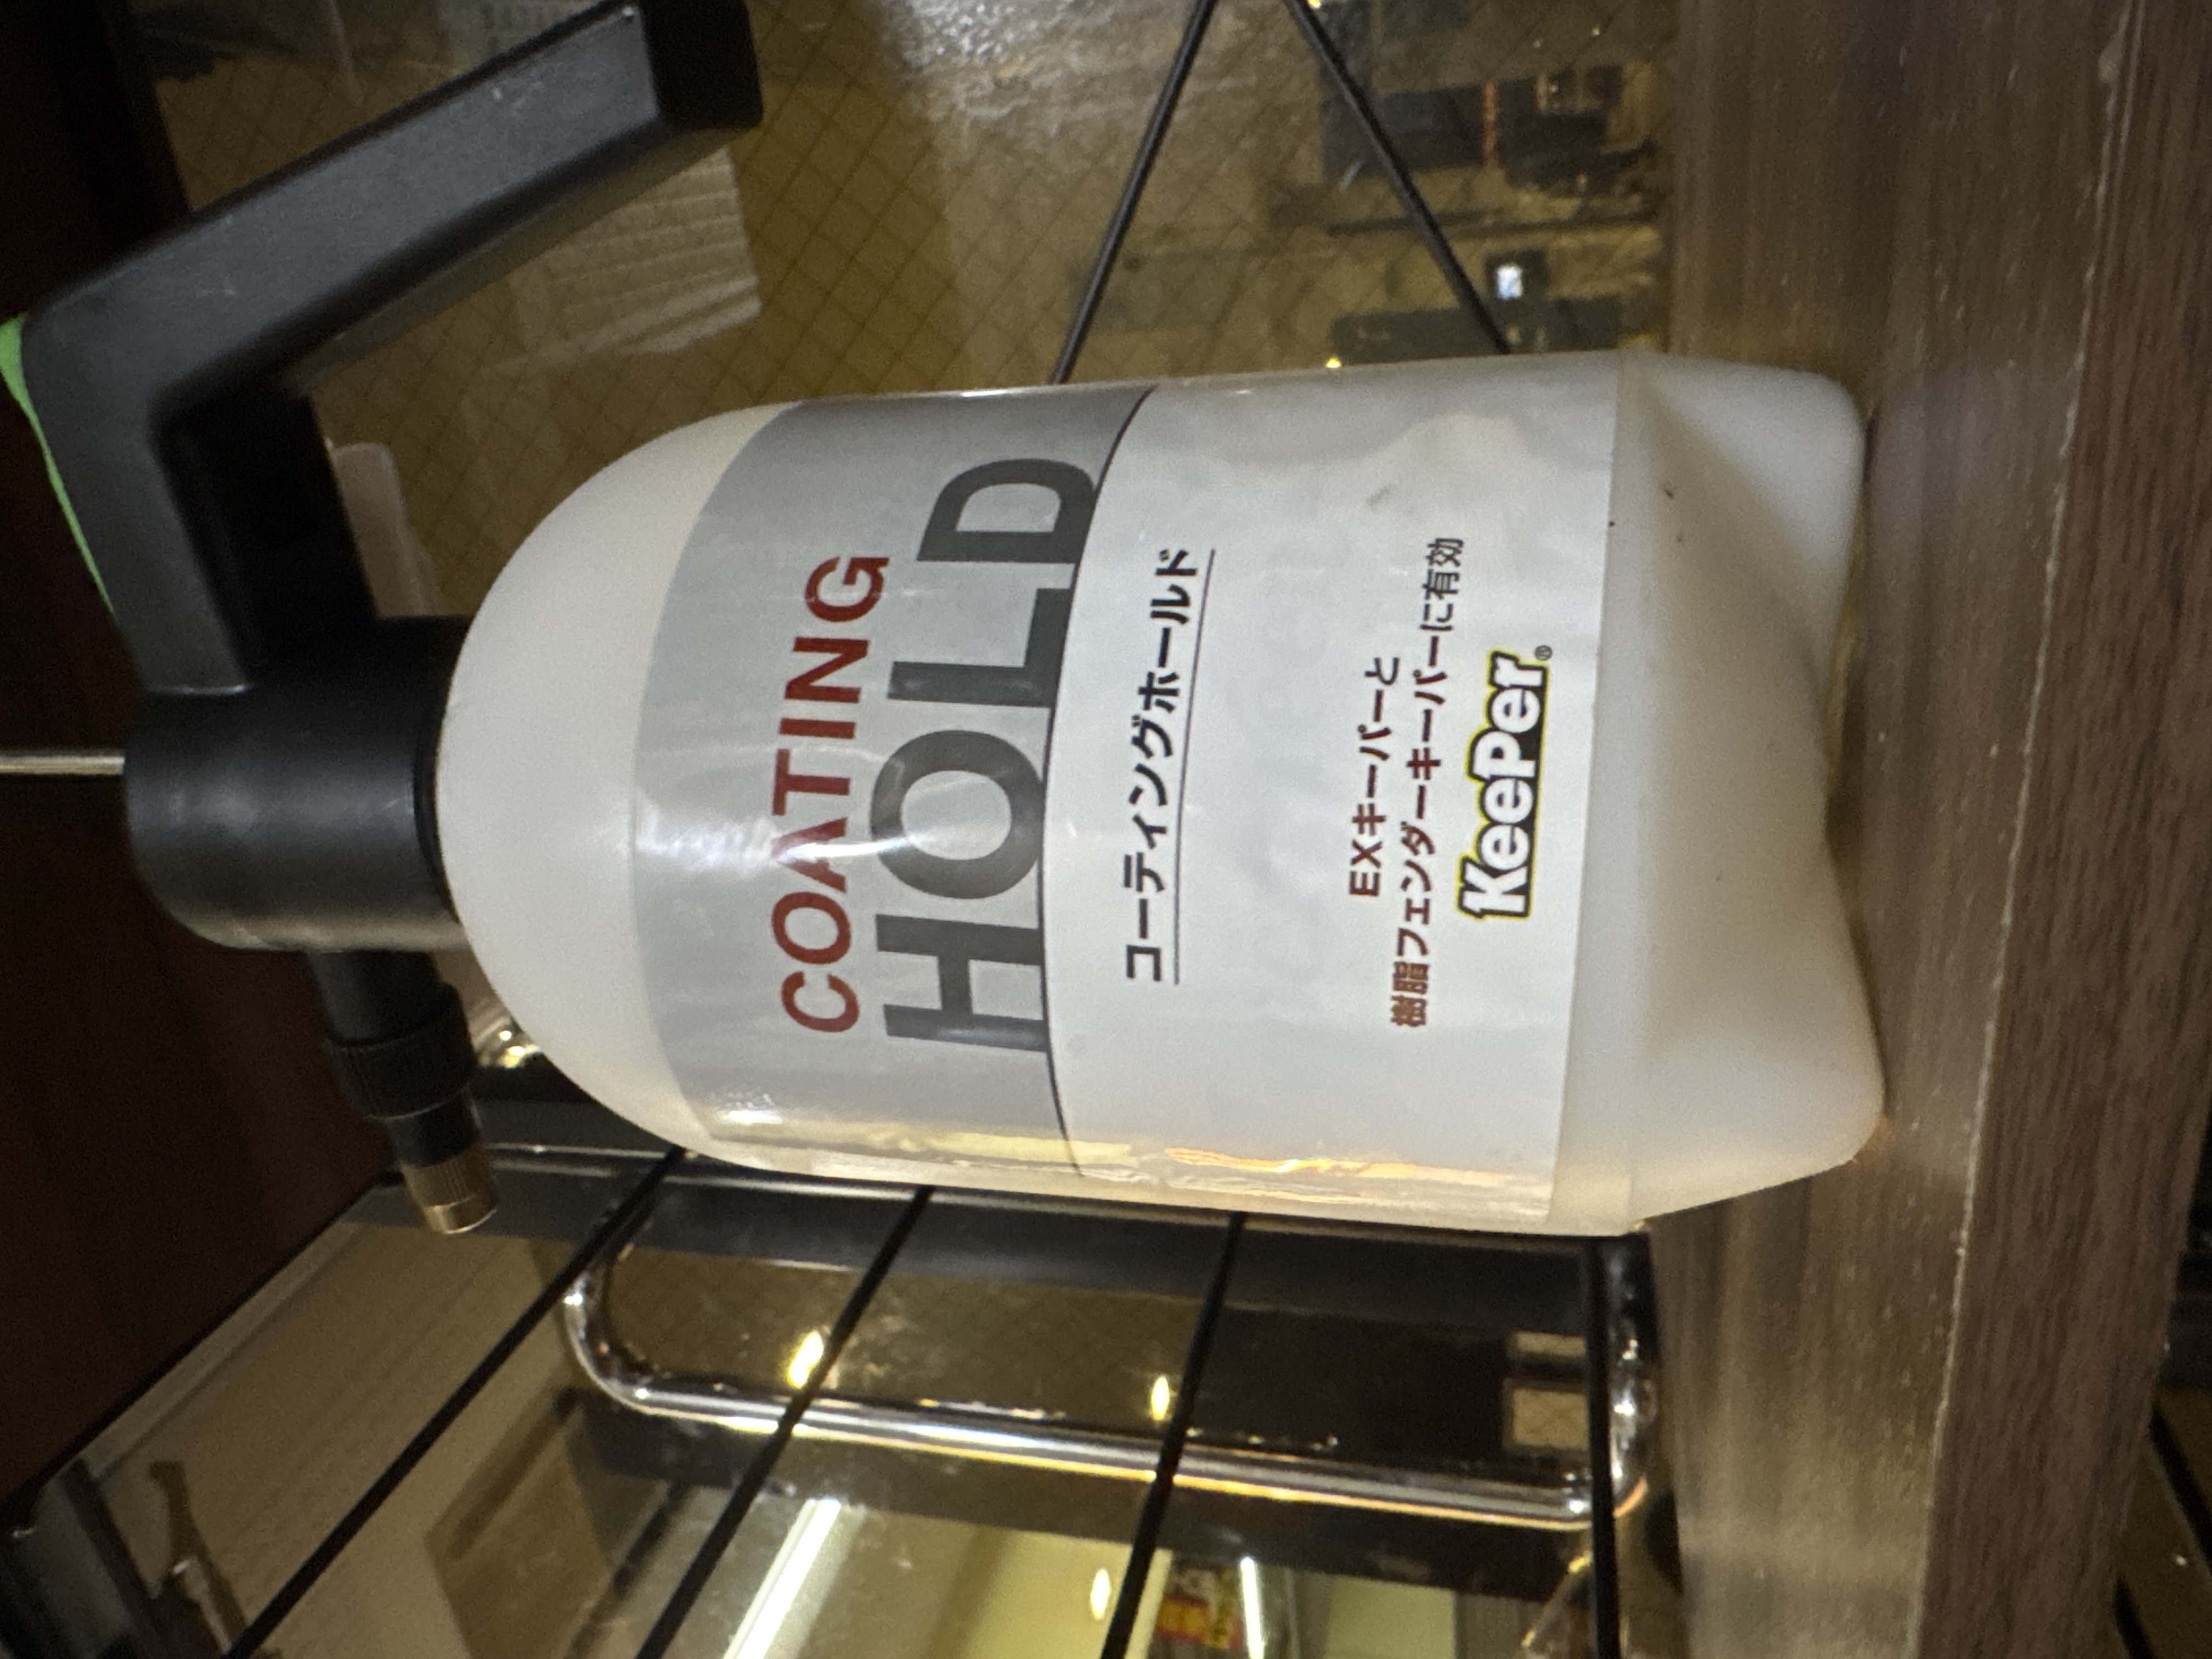 COATING
HOLD
コーティングホールド
EXキーパーと
樹脂フェンダーキーパーに有効
KeePer®